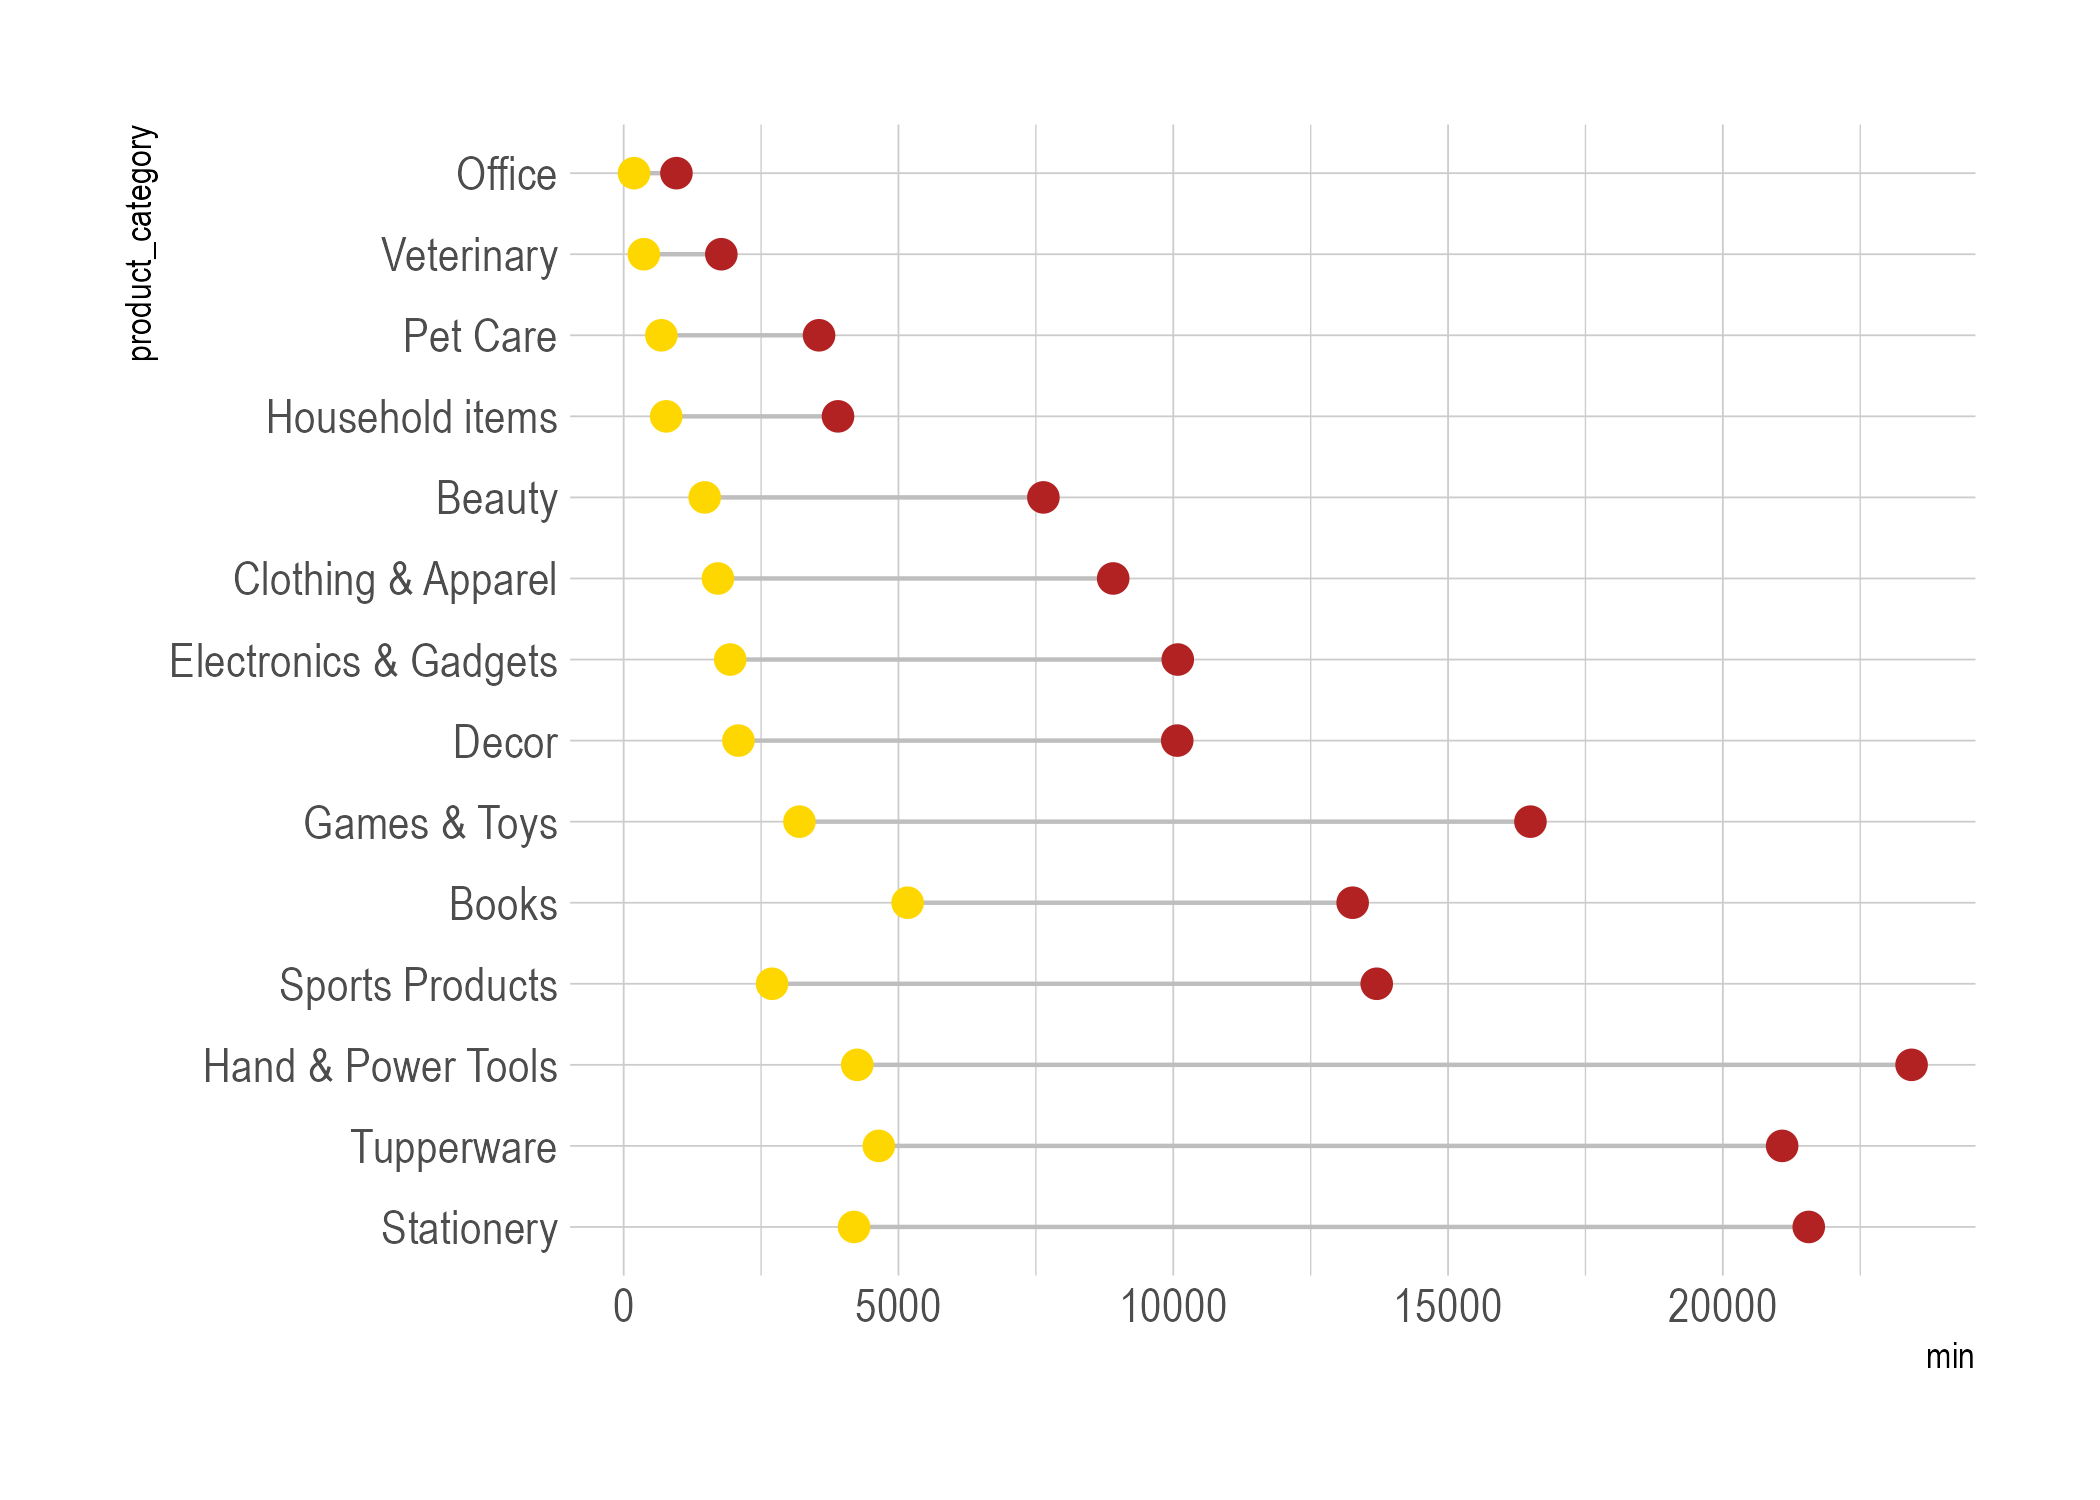 product_category
Office
Veterinary
Pet Care
Household items
Beauty
Clothing & Apparel
Electronics & Gadgets
Decor
Games & Toys
Books
Sports Products
Hand & Power Tools
Tupperware
Stationery
0 5000 10000 15000 20000
min